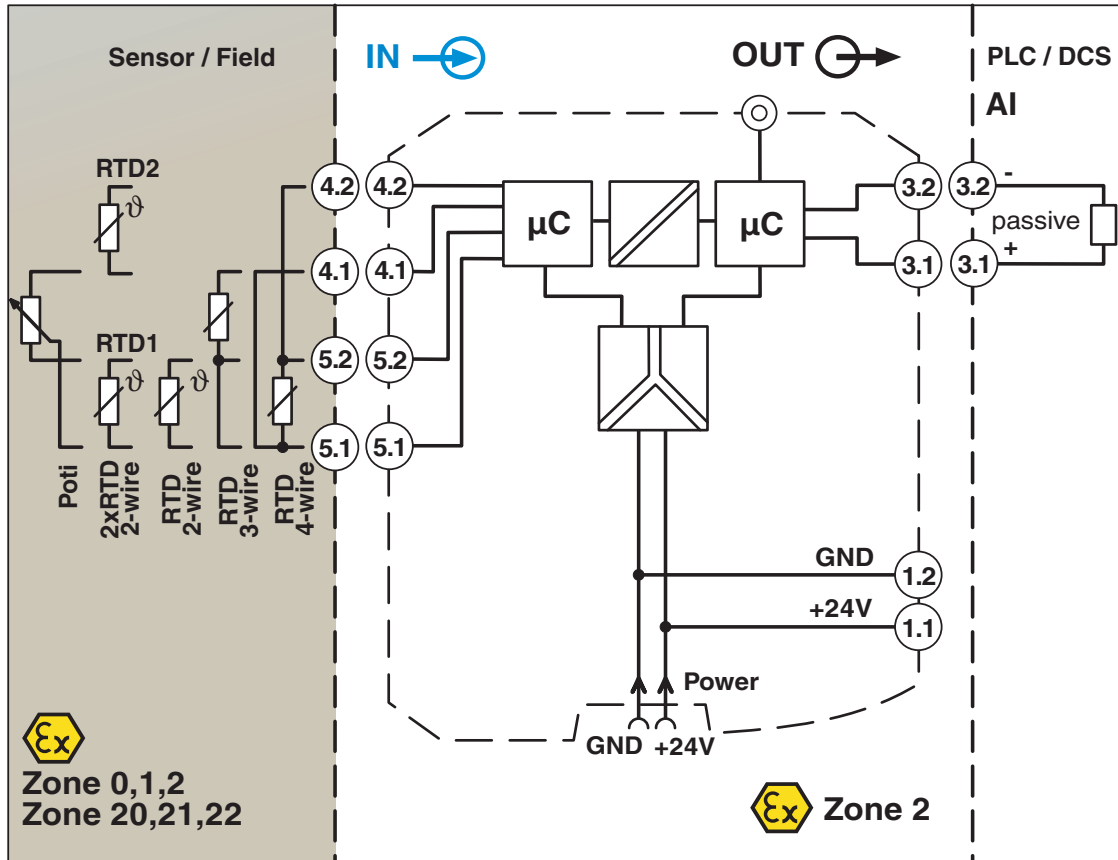 Sensor / Field
IN
OUT
PLC / DCS
AI
RTD2
ϑ
4.2
4.2
µC
µC
3.2
3.2
-
passive
+
4.1
4.1
3.1
3.1
RTD1
ϑ
ϑ
5.2
5.2
5.1
5.1
Poti
2xRTD
2-wire
RTD
2-wire
RTD
3-wire
RTD
4-wire
GND
1.2
+24V
1.1
Power
GND
+24V
Ex
Zone 0,1,2
Zone 20,21,22
Ex
Zone 2